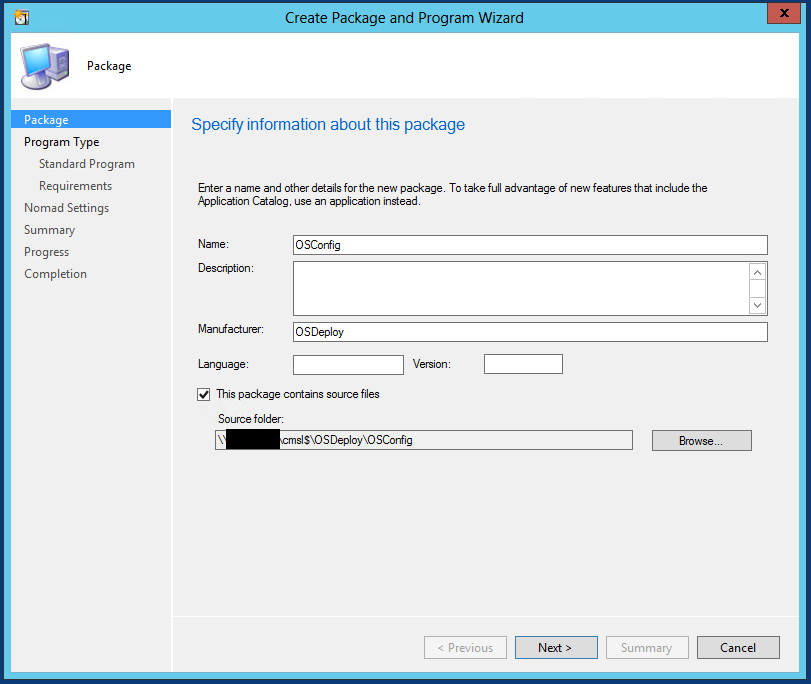 Create Package and Program Wizard
x
Package
Package
Program Type
Standard Program
Requirements
Nomad Settings
Summary
Progress
Completion
Specify information about this package
Enter a name and other details for the new package. To take full advantage of new features that include the
Application Catalog, use an application instead.
Name:
OSConfig
Description:
Manufacturer:
OSDeploy
Language:
Version:
This package contains source files
Source folder:
\\ \cmsl$\OSDeploy\OSConfig
Browse...
< Previous
Next >
Summary
Cancel